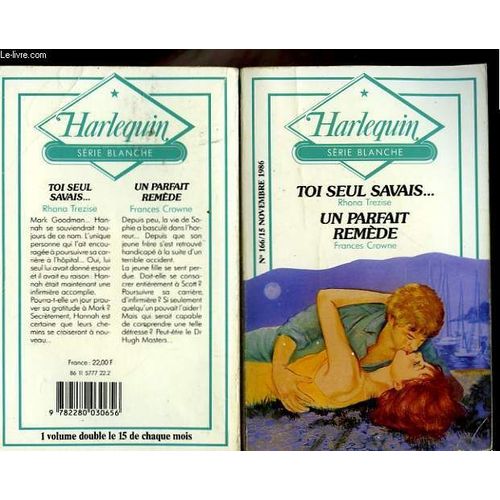 Le-livre.com
Harlequin
SÉRIE BLANCHE
TOI SEUL
SAVAIS...
Rhona Trezise
Mark Goodman... Han-
nah se souviendrait tou-
jours de ce nom. L'unique
personne qui l'ait encou-
ragée à poursuivre sa car-
rière à l'hôpital... Oui, lui
seul lui avait donné espoir
et il avait eu raison. Han-
nah était maintenant une
infirmière accomplie.
Pourra-t-elle un jour prou-
ver sa gratitude à Mark ?
Secrètement, Hannah est
certaine que leurs che-
mins se croiseront à nou-
veau...
UN PARFAIT
REMÈDE
Frances Crowne
Depuis peu, la vie de So-
phie a basculé dans l'hor-
reur... Depuis que son
jeune frère s'est retrouvé
handicapé à la suite d'un
terrible accident.
La jeune fille se sent per-
due. Doit-elle se consa-
crer entièrement à Scott ?
Poursuivre sa carrière
d'infirmière ? Si seulement
quelqu'un pouvait l'aider !
Mais qui serait capable
de comprendre une telle
détresse ? Peut-être le Dr
Hugh Masters...
France : 22,00 F
86 11 5777 22.2
9 782280 030656
1 volume double le 15 de chaque mois
Harlequin
SÉRIE BLANCHE
TOI SEUL SAVAIS...
Rhona Trezise
UN PARFAIT
REMÈDE
Frances Crowne
N° 166/15 NOVEMBRE 1986